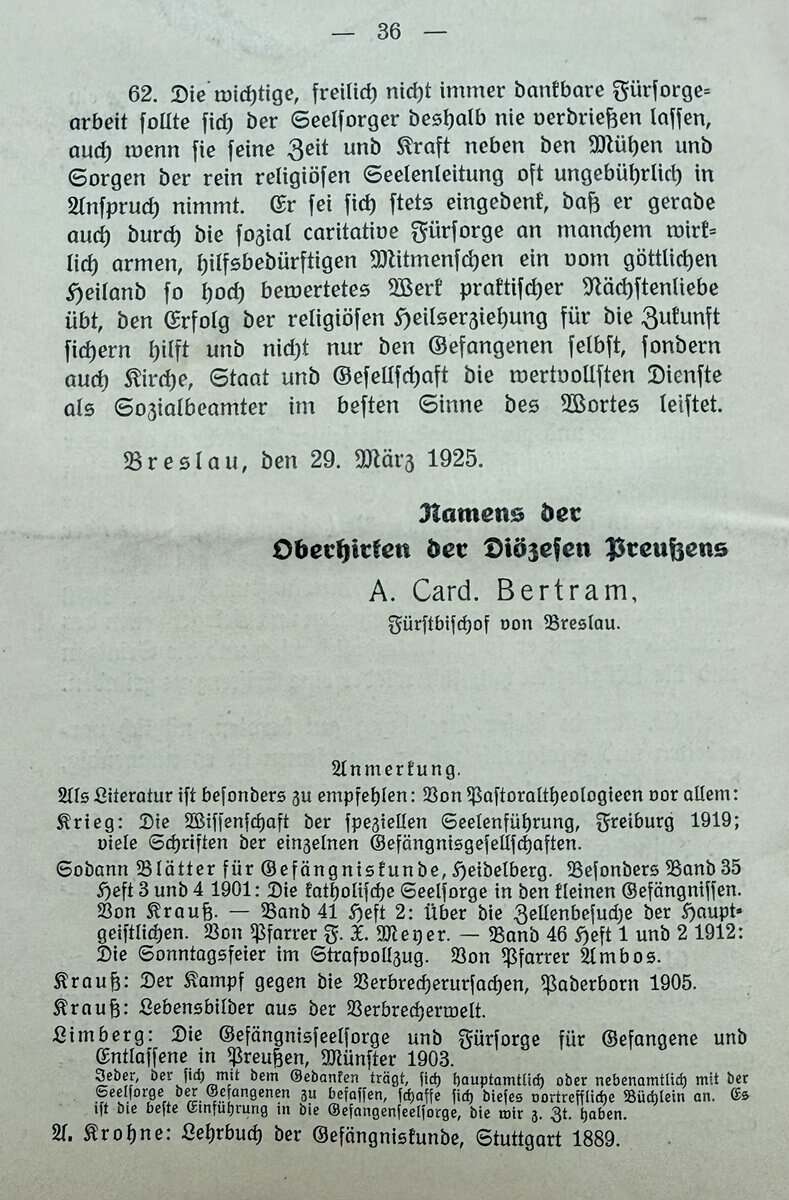 — 36 —
62. Die wichtige, freilich nicht immer dankbare Fürsorge-
arbeit sollte sich der Seelsorger deshalb nie verdrießen lassen,
auch wenn sie seine Zeit und Kraft neben den Mühen und
Sorgen der rein religiösen Seelenleitung oft ungebührlich in
Anspruch nimmt. Er sei sich stets eingedenk, daß er gerade
auch durch die sozial caritative Fürsorge an manchem wirk-
lich armen, hilfsbedürftigen Mitmenschen ein vom göttlichen
Heiland so hoch bewertetes Werk praktischer Nächstenliebe
übt, den Erfolg der religiösen Heilserziehung für die Zukunft
sichern hilft und nicht nur den Gefangenen selbst, sondern
auch Kirche, Staat und Gesellschaft die wertvollsten Dienste
als Sozialbeamter im besten Sinne des Wortes leistet.
Breslau, den 29. März 1925.
Namens der
Oberhirten der Diözesen Preußens
A. Card. Bertram,
Fürstbischof von Breslau.
Anmerkung.
Als Literatur ist besonders zu empfehlen: Von Pastoraltheologieen vor allem:
Krieg: Die Wissenschaft der speziellen Seelenführung, Freiburg 1919;
viele Schriften der einzelnen Gefängnisgesellschaften.
Sodann Blätter für Gefängniskunde, Heidelberg. Besonders Band 35
Heft 3 und 4 1901: Die katholische Seelsorge in den kleinen Gefängnissen.
Von Krauß. — Band 41 Heft 2: Über die Zellenbesuche der Haupt-
geistlichen. Von Pfarrer F. X. Meyer. — Band 46 Heft 1 und 2 1912:
Die Sonntagsfeier im Strafvollzug. Von Pfarrer Ambos.
Krauß: Der Kampf gegen die Verbrecherursachen, Paderborn 1905.
Krauß: Lebensbilder aus der Verbrecherwelt.
Limberg: Die Gefängnisseelsorge und Fürsorge für Gefangene und
Entlassene in Preußen, Münster 1903.
Jeder, der sich mit dem Gedanken trägt, sich hauptamtlich oder nebenamtlich mit der
Seelsorge der Gefangenen zu befassen, schaffe sich dieses vortreffliche Büchlein an. Es
ist die beste Einführung in die Gefangenseelsorge, die wir z. Zt. haben.
A. Krohne: Lehrbuch der Gefängniskunde, Stuttgart 1889.